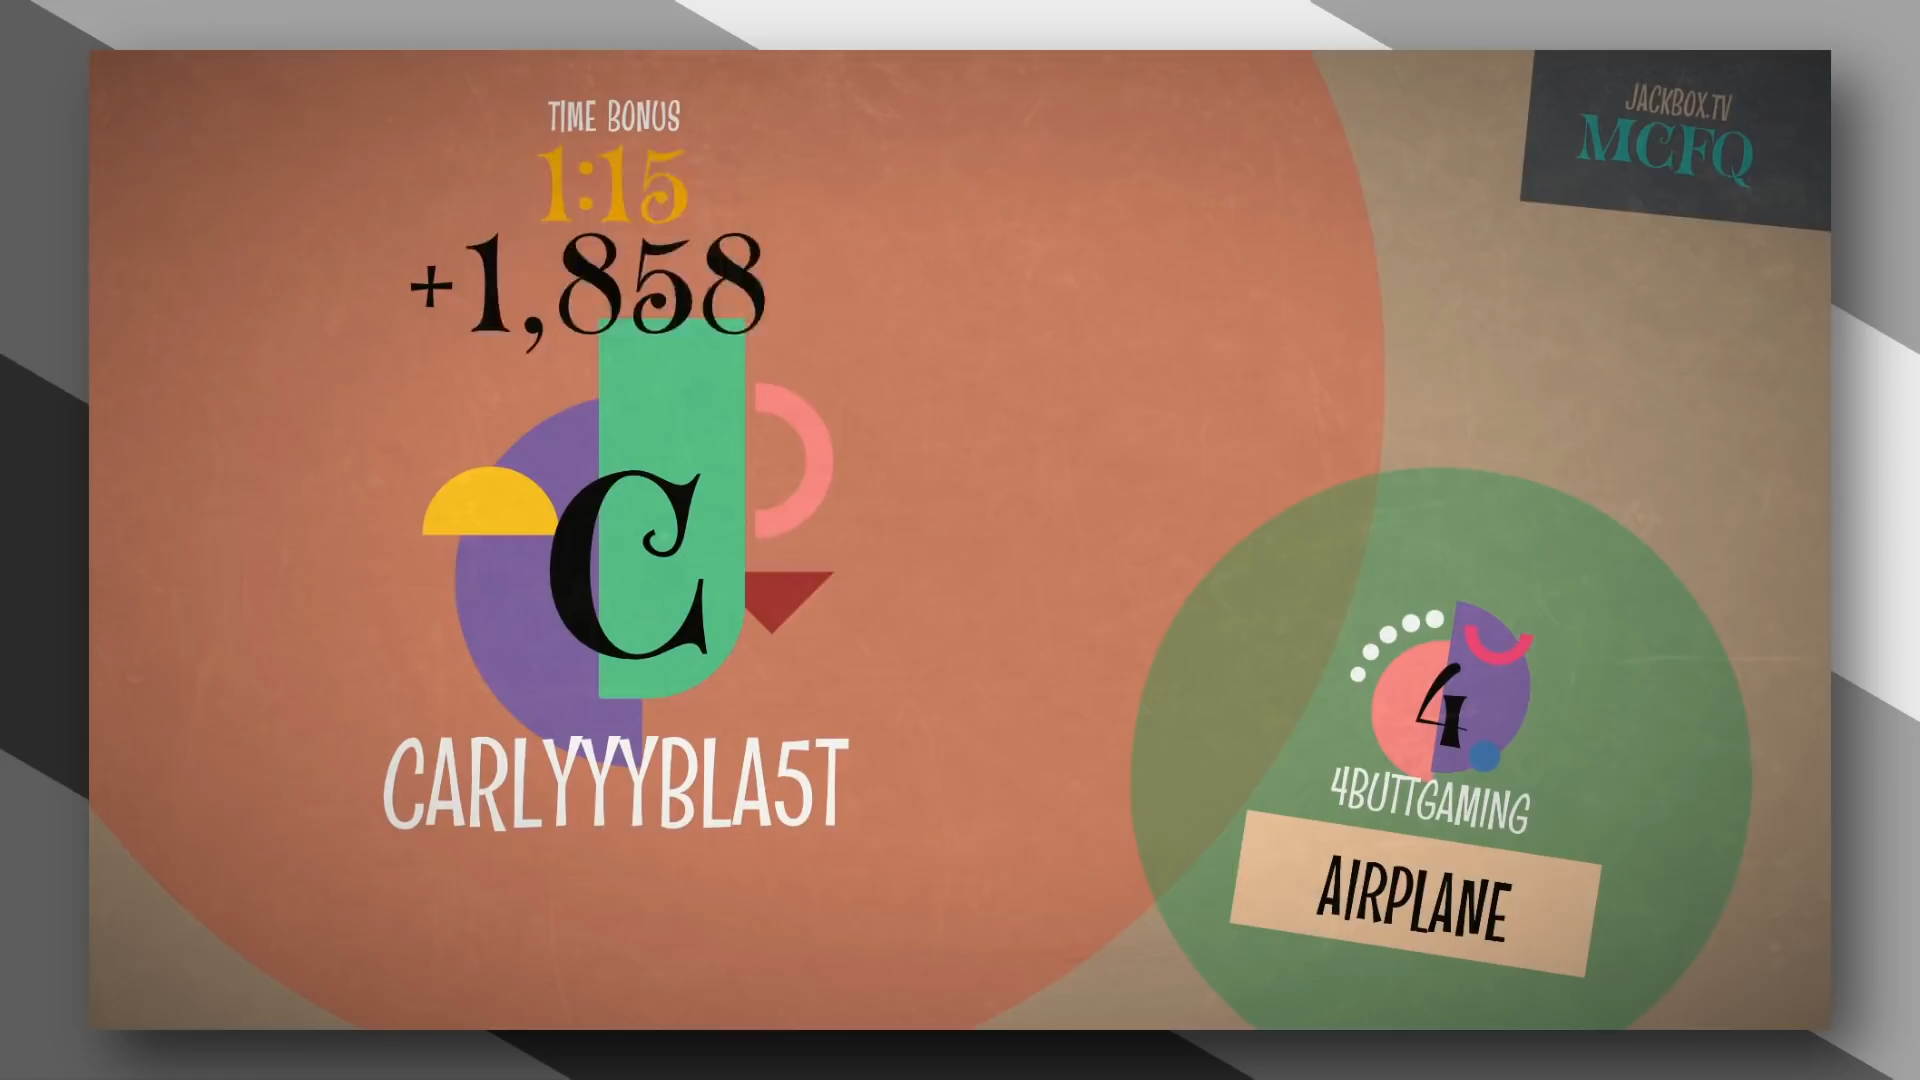 TIME BONUS
1:15
+1,858
C
CARLYYYBLA5T
JACKBOX.TV
MCFQ
4
4BUTTGAMING
AIRPLANE